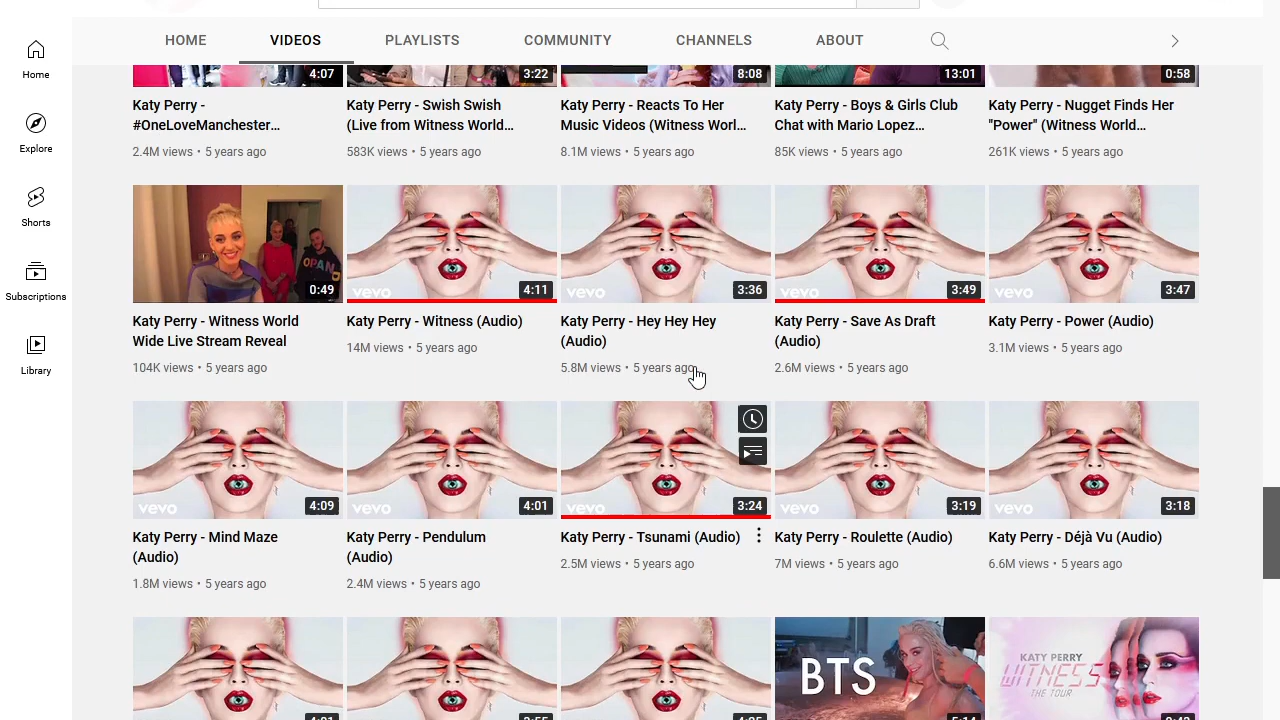 HOME VIDEOS PLAYLISTS COMMUNITY CHANNELS ABOUT
Home
Explore
Shorts
Subscriptions
Library
4:07
3:22
8:08
13:01
0:58
Katy Perry -
#OneLoveManchester…
2.4M views • 5 years ago
Katy Perry - Swish Swish
(Live from Witness World…
583K views • 5 years ago
Katy Perry - Reacts To Her
Music Videos (Witness Worl…
8.1M views • 5 years ago
Katy Perry - Boys & Girls Club
Chat with Mario Lopez…
85K views • 5 years ago
Katy Perry - Nugget Finds Her
"Power" (Witness World…
261K views • 5 years ago
OPAN
0:49
Katy Perry - Witness World
Wide Live Stream Reveal
104K views • 5 years ago
vevo
4:11
Katy Perry - Witness (Audio)
14M views • 5 years ago
vevo
3:36
Katy Perry - Hey Hey Hey
(Audio)
5.8M views • 5 years ago
vevo
3:49
Katy Perry - Save As Draft
(Audio)
2.6M views • 5 years ago
vevo
3:47
Katy Perry - Power (Audio)
3.1M views • 5 years ago
vevo
4:09
Katy Perry - Mind Maze
(Audio)
1.8M views • 5 years ago
vevo
4:01
Katy Perry - Pendulum
(Audio)
2.4M views • 5 years ago
3:24
Katy Perry - Tsunami (Audio)
2.5M views • 5 years ago
vevo
3:19
Katy Perry - Roulette (Audio)
7M views • 5 years ago
vevo
3:18
Katy Perry - Déjà Vu (Audio)
6.6M views • 5 years ago
BTS
KATY PERRY
WITNESS
THE TOUR